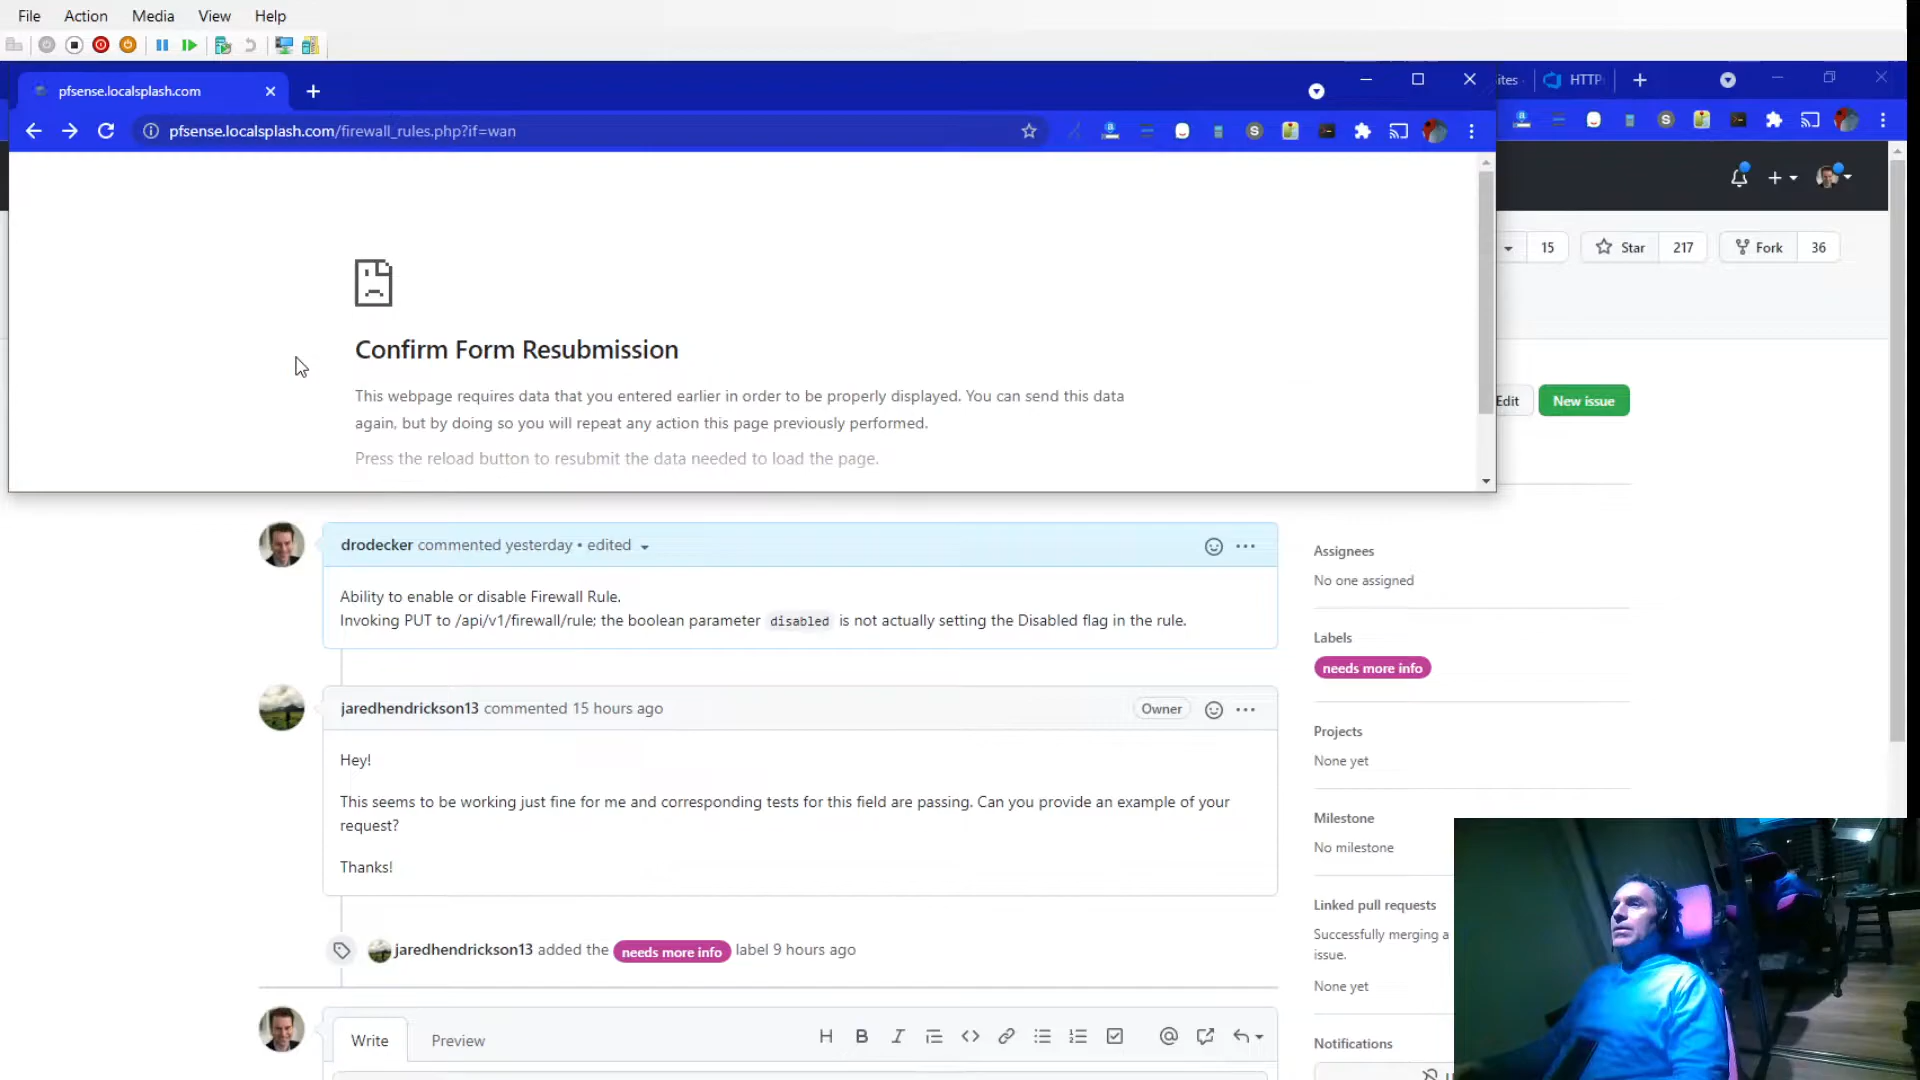 File Action Media View Help
pfsense.localsplash.com
ites HTTP
pfsense.localsplash.com/firewall_rules.php?if=wan
15 Star 217 Fork 36
Confirm Form Resubmission
This webpage requires data that you entered earlier in order to be properly displayed. You can send this data
again, but by doing so you will repeat any action this page previously performed.
Press the reload button to resubmit the data needed to load the page.
Edit New issue
drodecker commented yesterday • edited
Ability to enable or disable Firewall Rule.
Invoking PUT to /api/v1/firewall/rule; the boolean parameter disabled is not actually setting the Disabled flag in the rule.
jaredhendrickson13 commented 15 hours ago Owner
Hey!
This seems to be working just fine for me and corresponding tests for this field are passing. Can you provide an example of your
request?
Thanks!
jaredhendrickson13 added the needs more info label 9 hours ago
Write Preview
Assignees
No one assigned
Labels
needs more info
Projects
None yet
Milestone
No milestone
Linked pull requests
Successfully merging a
issue.
None yet
Notifications